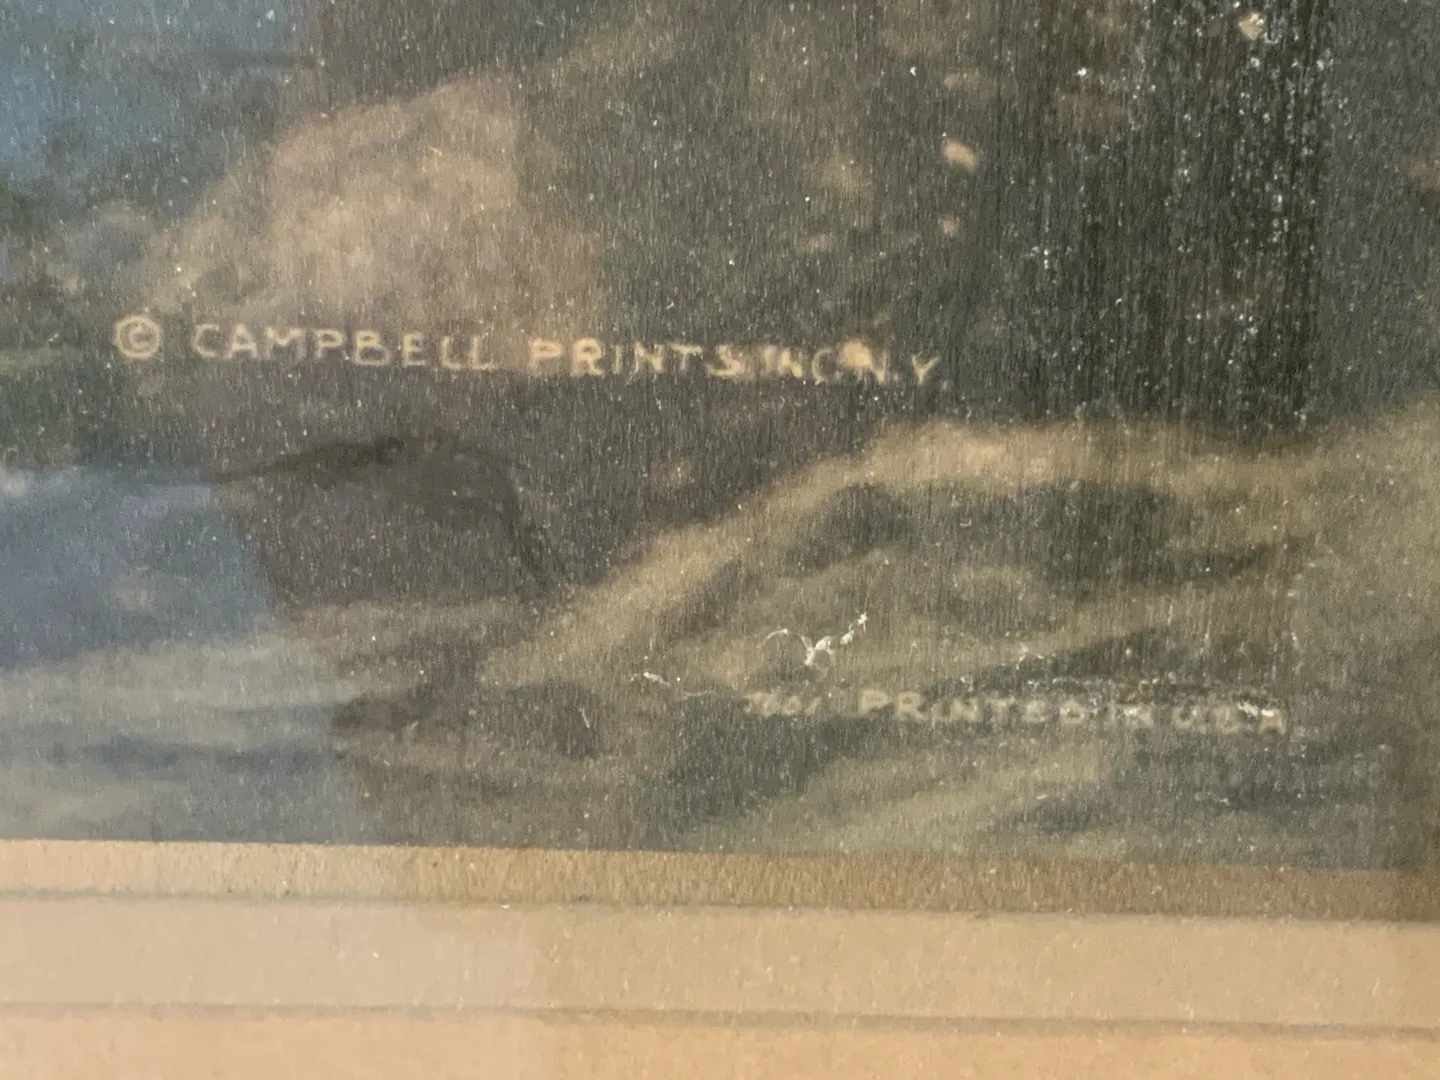 © CAMPBELL PRINTS INC N.Y.
PRINTED IN U.S.A